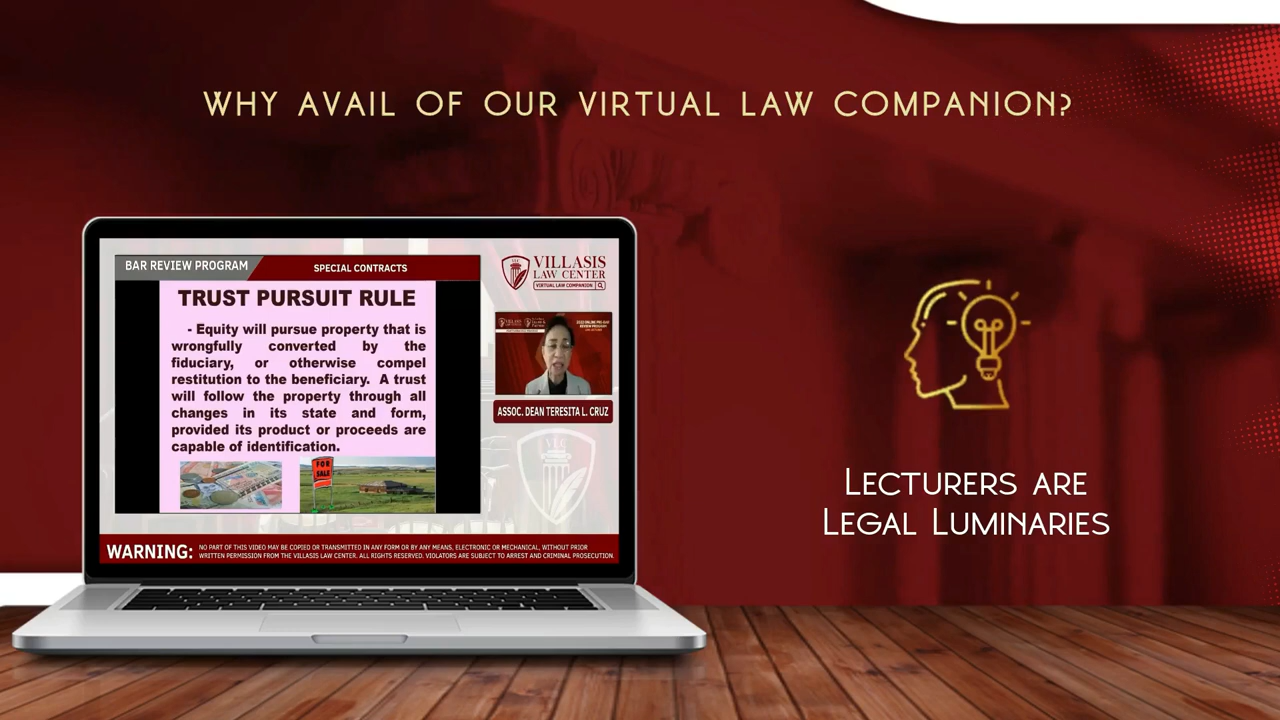 WHY AVAIL OF OUR VIRTUAL LAW COMPANION?
BAR REVIEW PROGRAM
SPECIAL CONTRACTS
TRUST PURSUIT RULE
- Equity will pursue property that is
wrongfully converted by the
fiduciary, or otherwise compel
restitution to the beneficiary. A trust
will follow the property through all
changes in its state and form,
provided its product or proceeds are
capable of identification.
FOR
SALE
VILLASIS
LAW CENTER
VIRTUAL LAW COMPANION
ASSOC. DEAN TERESITA L. CRUZ
VLC
WARNING:
NO PART OF THIS VIDEO MAY BE COPIED OR TRANSMITTED IN ANY FORM OR BY ANY MEANS, ELECTRONIC OR MECHANICAL, WITHOUT PRIOR
WRITTEN PERMISSION FROM THE VILLASIS LAW CENTER. ALL RIGHTS RESERVED. VIOLATORS ARE SUBJECT TO ARREST AND CRIMINAL PROSECUTION.
LECTURERS ARE
LEGAL LUMINARIES